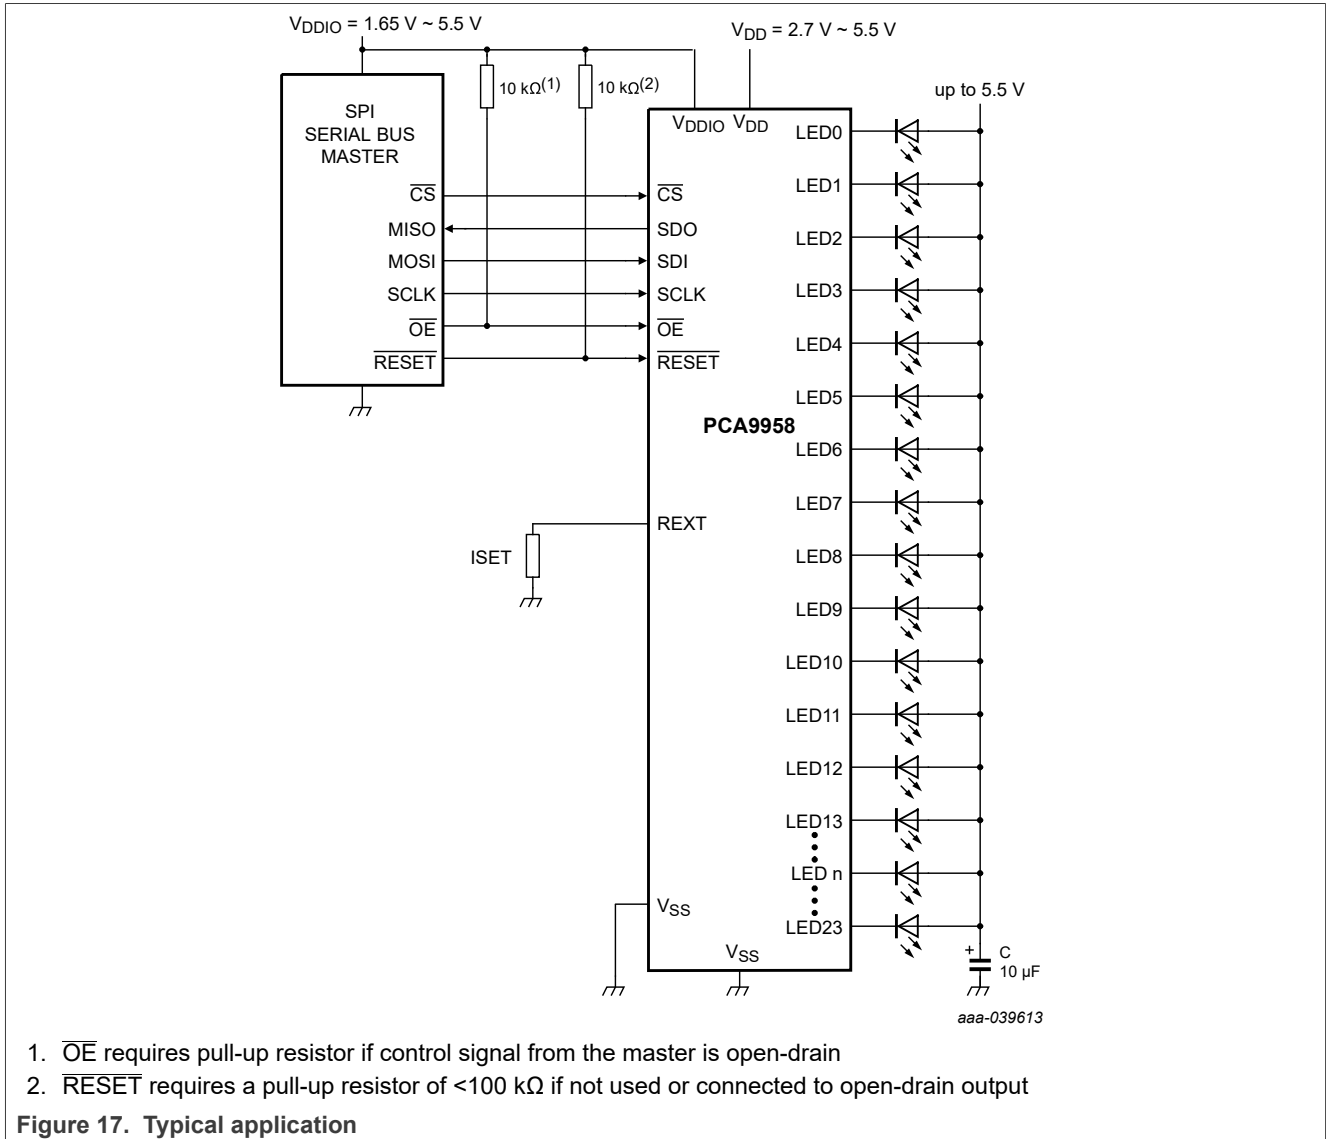 VDDIO = 1.65 V ~ 5.5 V
VDD = 2.7 V ~ 5.5 V
10 kΩ(1)
10 kΩ(2)
up to 5.5 V
SPI
SERIAL BUS
MASTER
CS
MISO
MOSI
SCLK
OE
RESET
VDDIO VDD
CS
SDO
SDI
SCLK
OE
RESET
PCA9958
REXT
ISET
VSS
VSS
LED0
LED1
LED2
LED3
LED4
LED5
LED6
LED7
LED8
LED9
LED10
LED11
LED12
LED13
LED n
LED23
+ C
10 µF
aaa-039613
1. OE requires pull-up resistor if control signal from the master is open-drain
2. RESET requires a pull-up resistor of <100 kΩ if not used or connected to open-drain output
Figure 17. Typical application